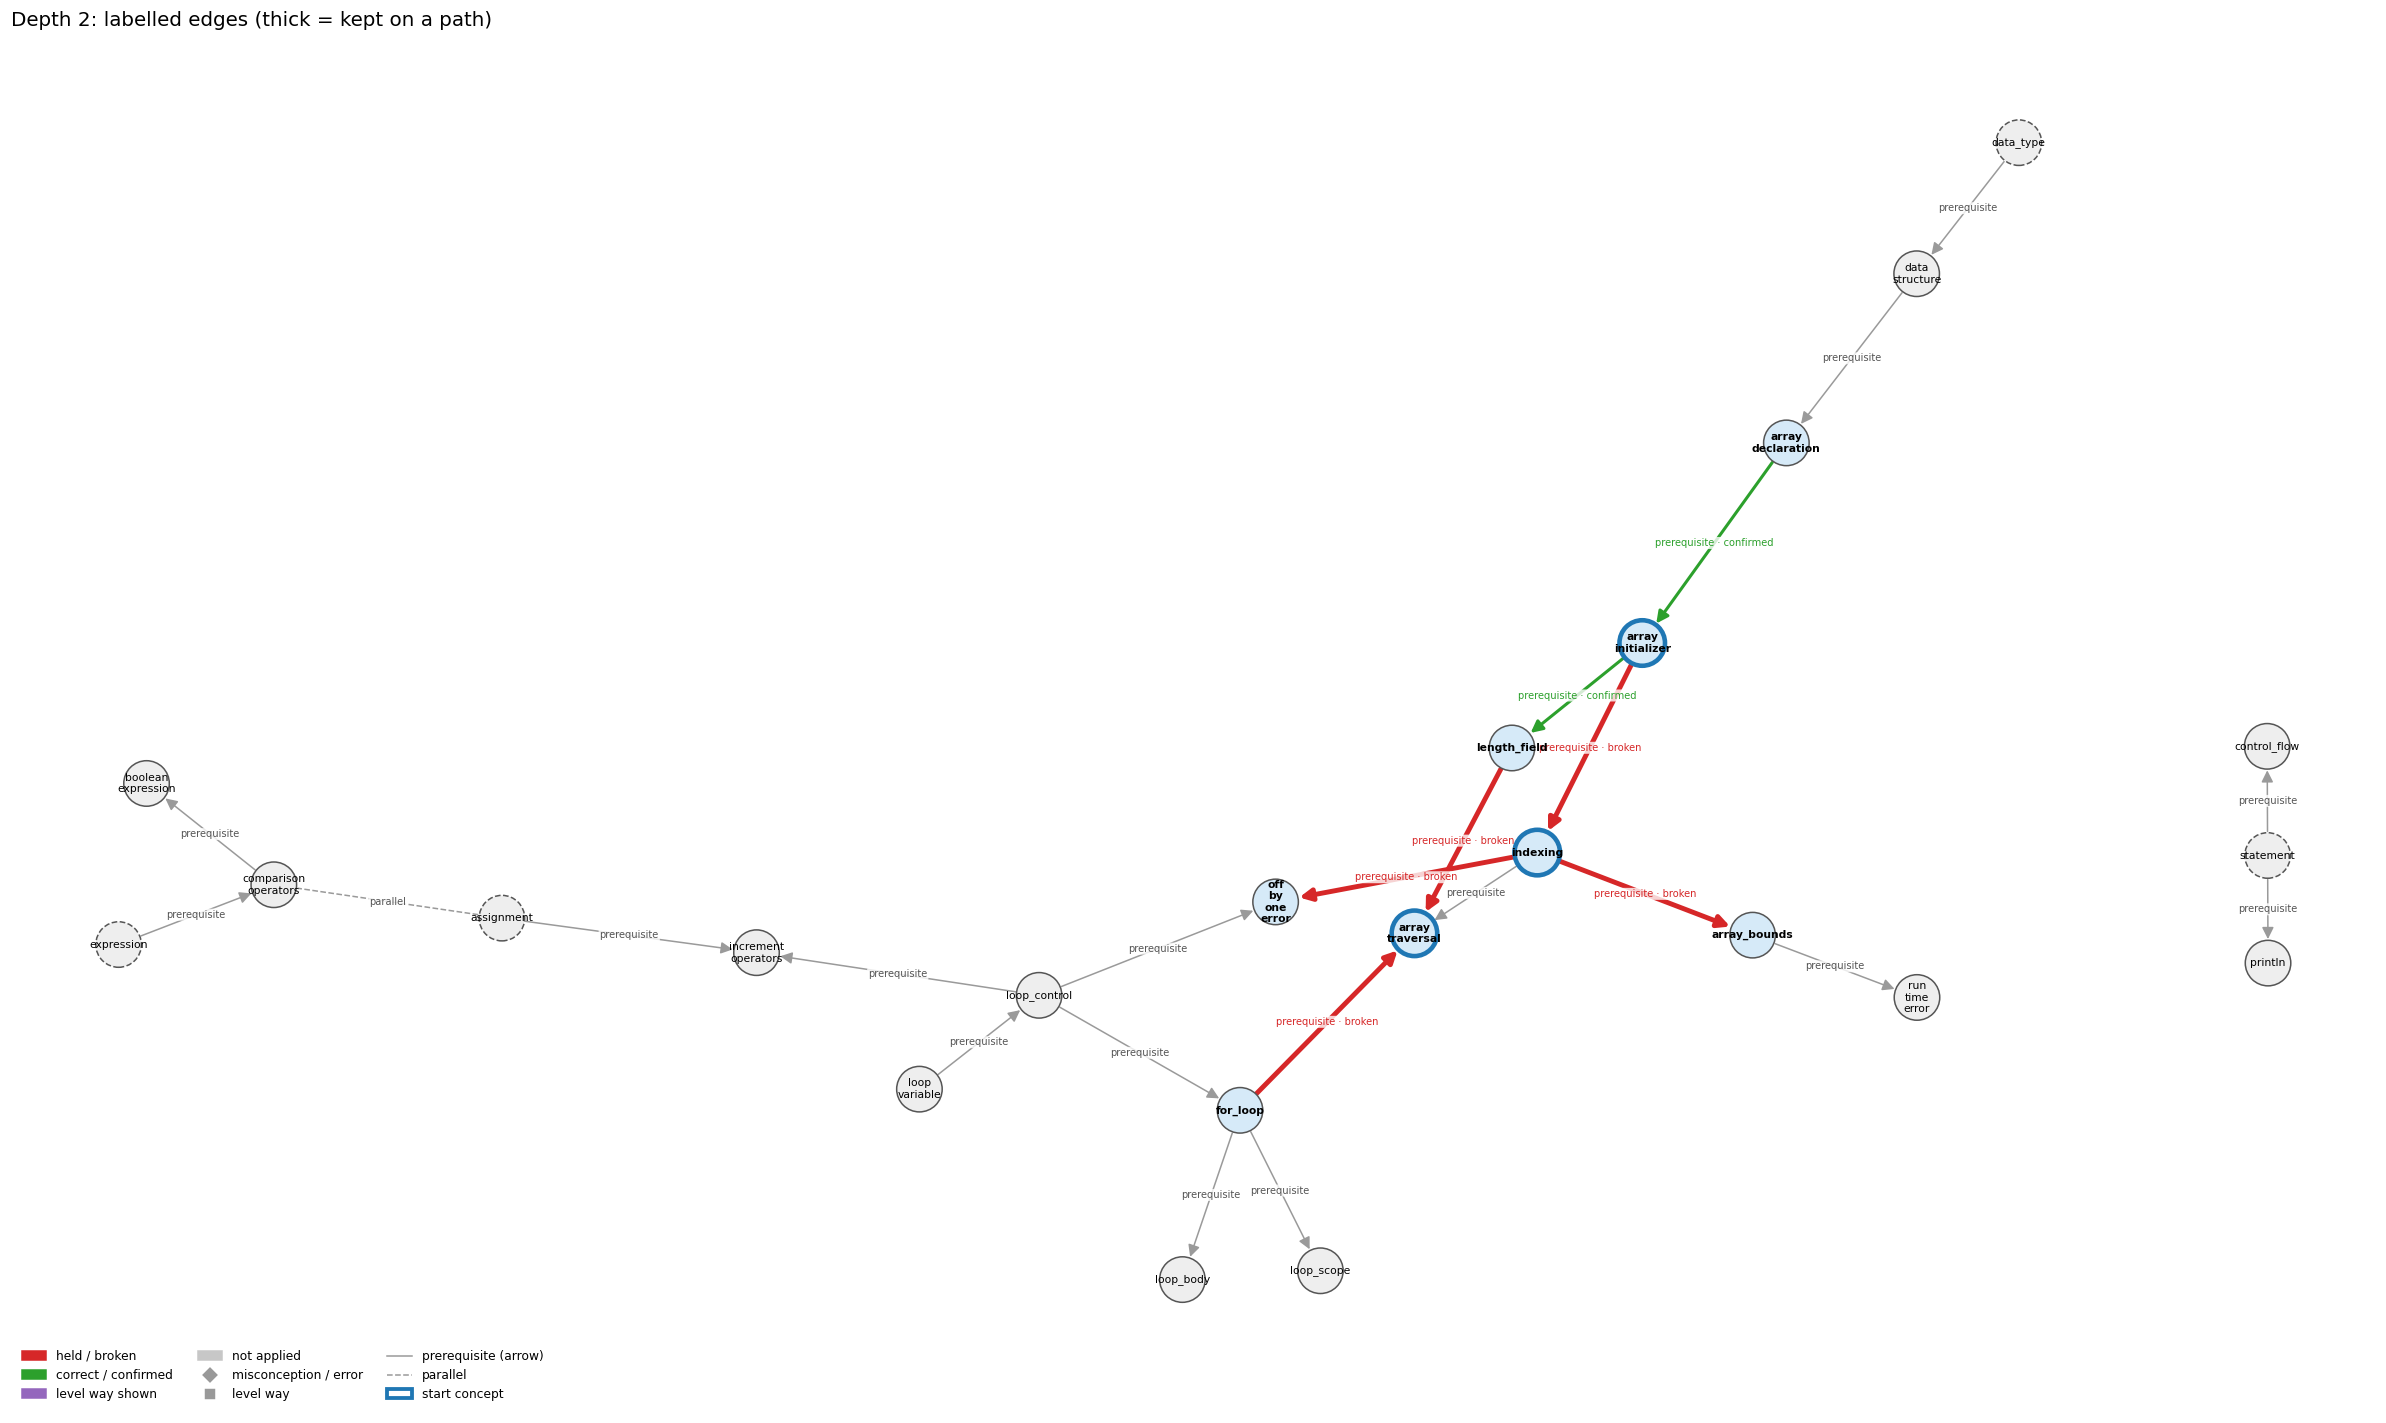 Depth 2: labelled edges (thick = kept on a path)
data_type
prerequisite
data
structure
prerequisite
array
declaration
prerequisite · confirmed
array
initializer
prerequisite · confirmed
length_field
prerequisite · broken
control_flow
boolean
expression
prerequisite
prerequisite
prerequisite · broken
indexing
statement
comparison
operators
prerequisite · broken
prerequisite
prerequisite · broken
parallel
off
by
one
error
prerequisite
prerequisite
assignment
expression
prerequisite
array
traversal
array_bounds
increment
operators
prerequisite
prerequisite
println
prerequisite
loop_control
run
time
error
prerequisite · broken
prerequisite
prerequisite
loop
variable
for_loop
prerequisite
prerequisite
loop_body
loop_scope
held / broken
correct / confirmed
level way shown
not applied
misconception / error
level way
prerequisite (arrow)
parallel
start concept